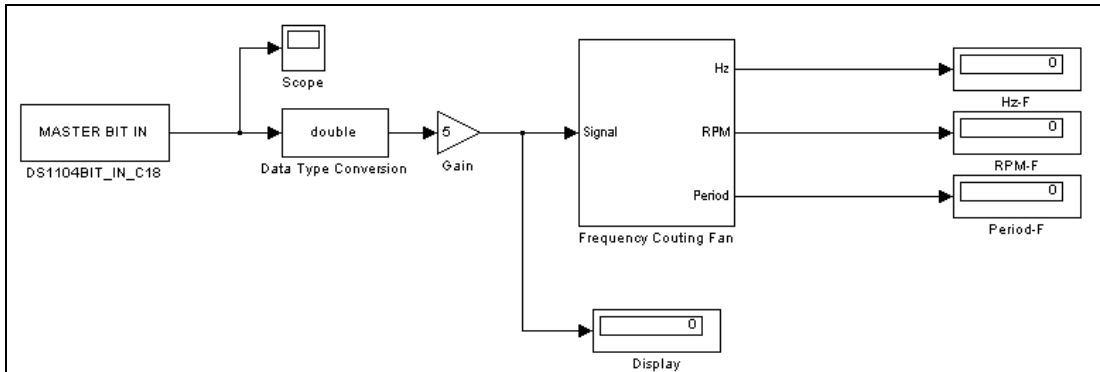 Hz
0
Hz-F
Scope
MASTER BIT IN
DS1104BIT_IN_C18
double
Data Type Conversion
5
Gain
Signal
RPM
0
RPM-F
Period
0
Period-F
Frequency Couting Fan
0
Display